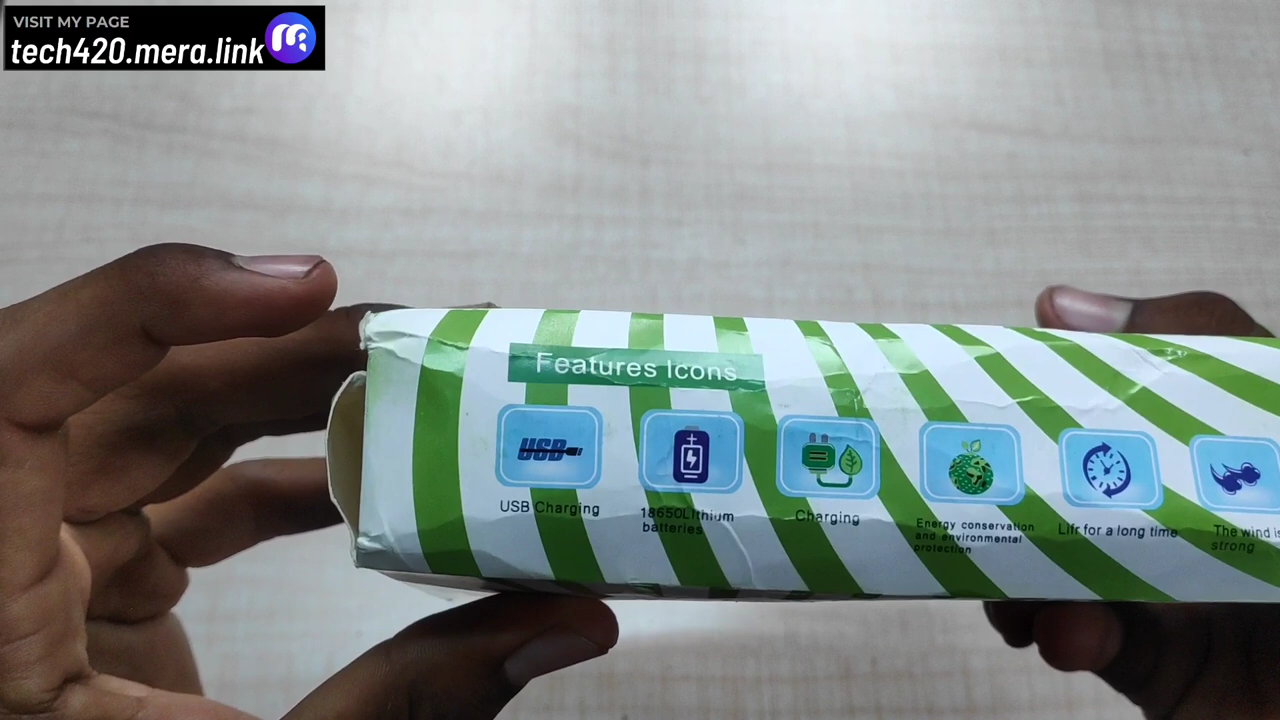 VISIT MY PAGE
tech420.mera.link
Features Icons
USB
USB Charging
18650Lithium
batteries
Charging
Energy conservation
and environmental
protection
Lifr for a long time
The wind is
strong